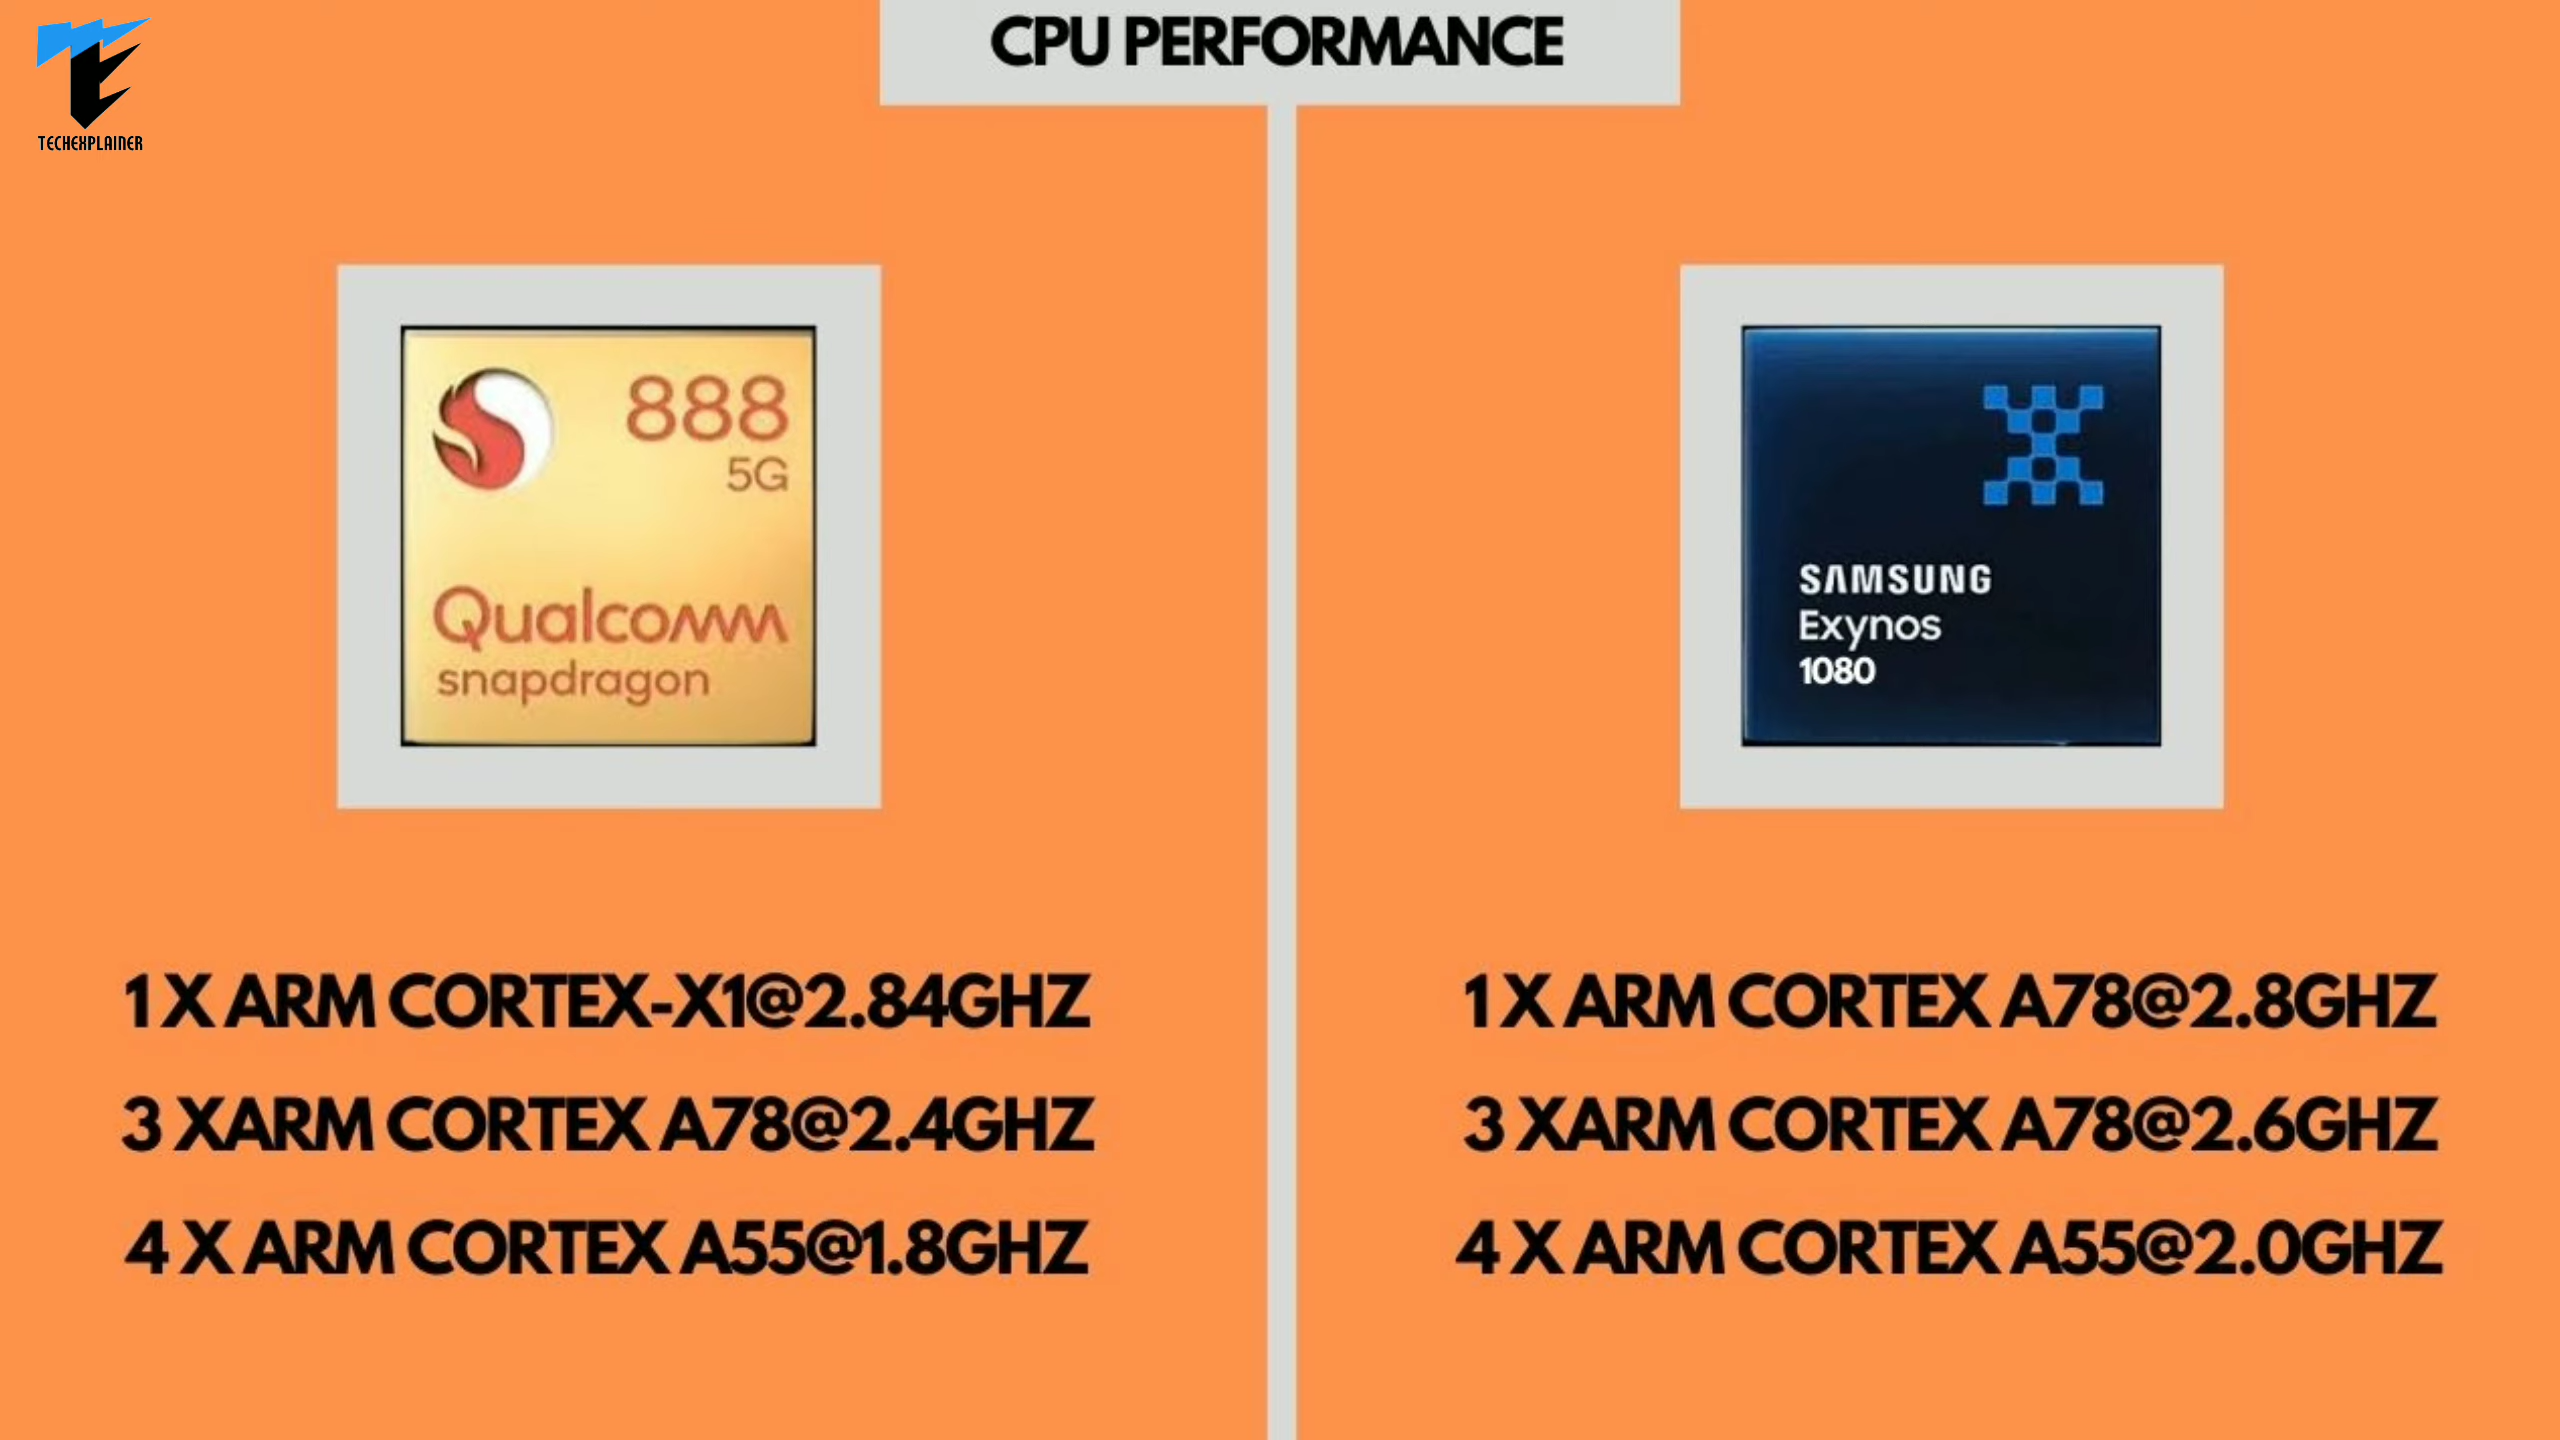 CPU PERFORMANCE
TECHEXPLAINER
888
5G
Qualcomm
snapdragon
1 X ARM CORTEX-X1@2.84GHZ
3 XARM CORTEX A78@2.4GHZ
4 X ARM CORTEX A55@1.8GHZ
SAMSUNG
Exynos
1080
1 X ARM CORTEX A78@2.8GHZ
3 XARM CORTEX A78@2.6GHZ
4 X ARM CORTEX A55@2.0GHZ